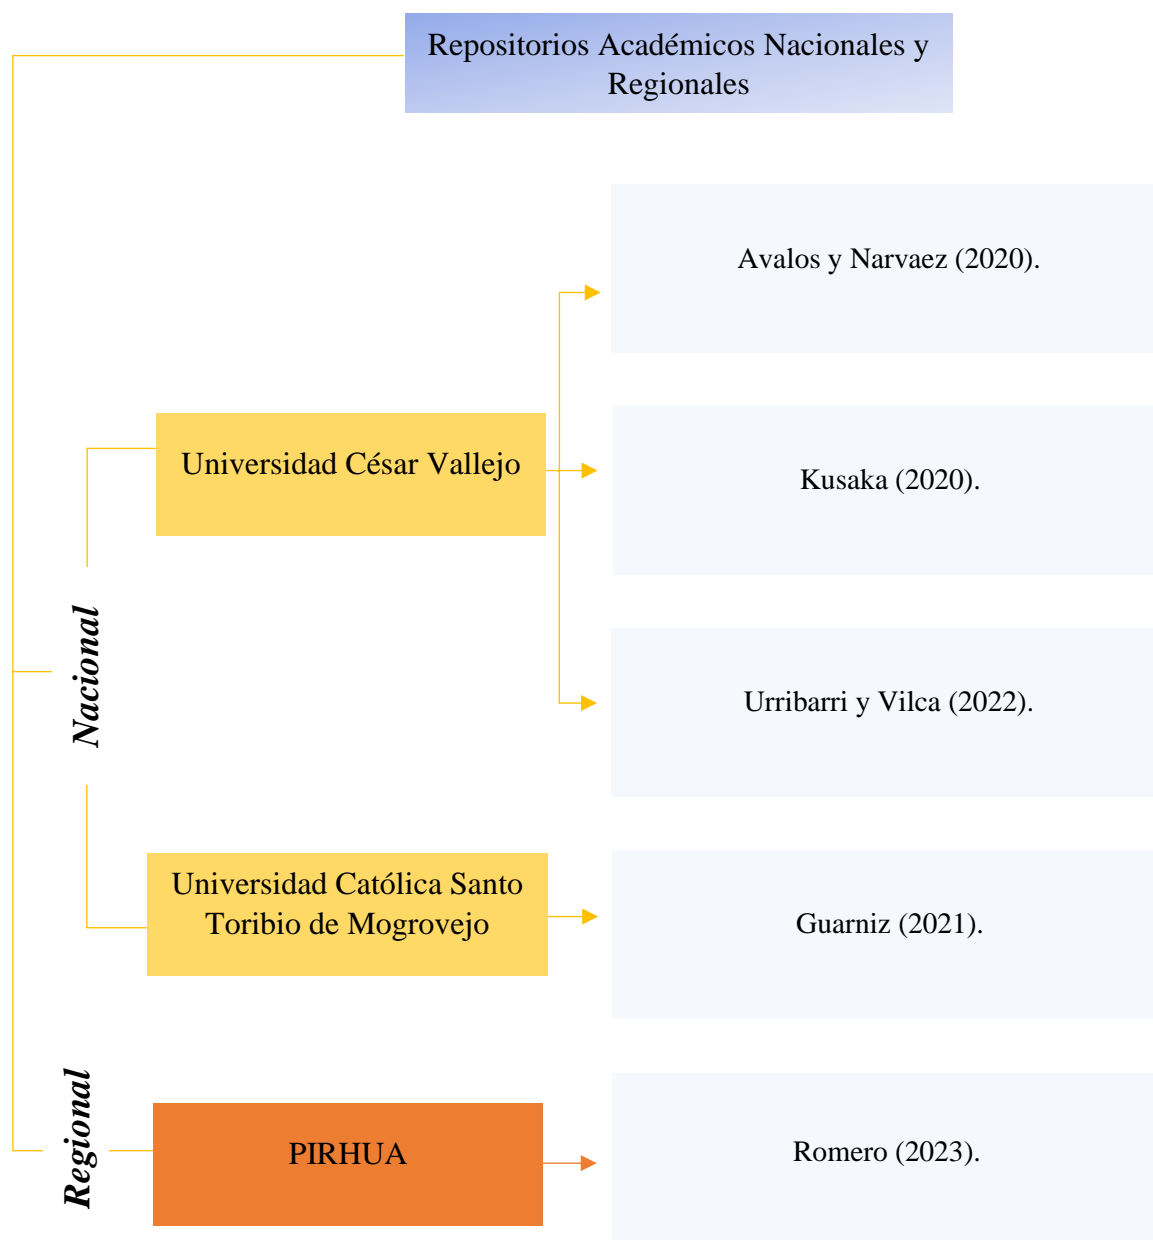 Repositorios Académicos Nacionales y
Regionales
Nacional
Universidad César Vallejo
Avalos y Narvaez (2020).
Kusaka (2020).
Urribarri y Vilca (2022).
Universidad Católica Santo
Toribio de Mogrovejo
Guarniz (2021).
Regional
PIRHUA
Romero (2023).